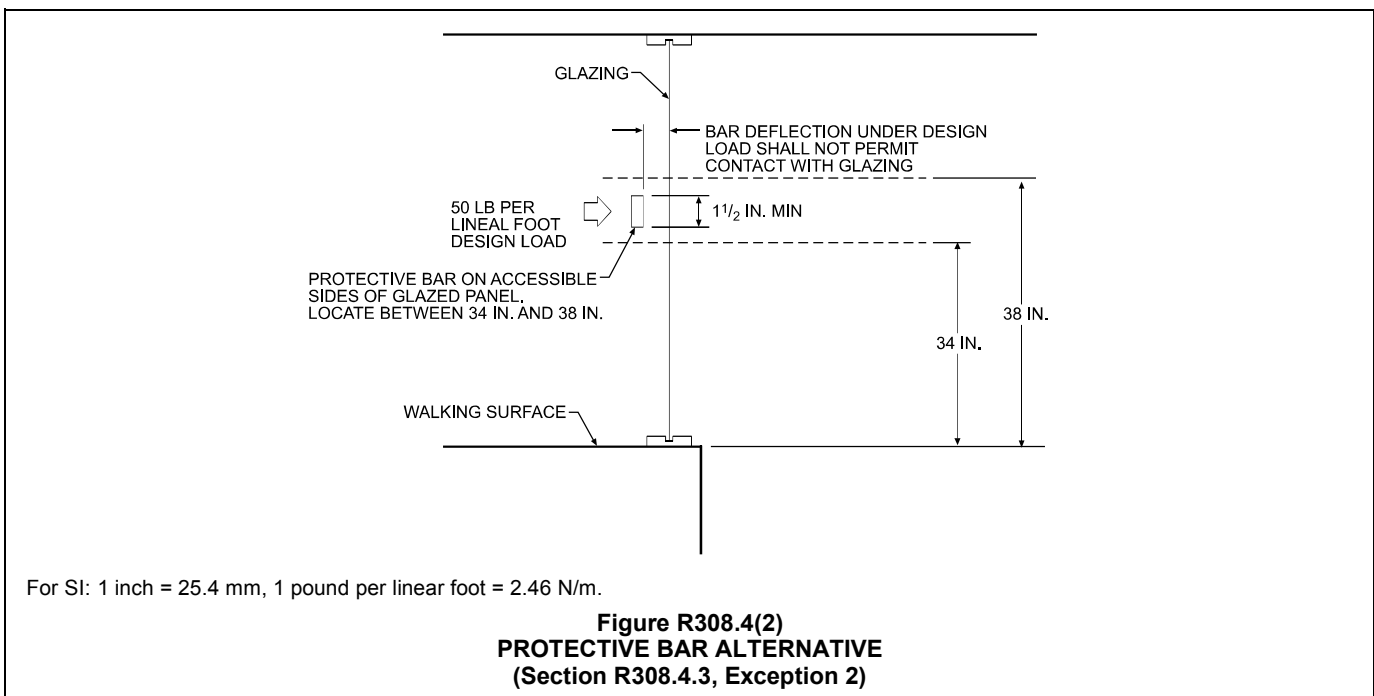 GLAZING
BAR DEFLECTION UNDER DESIGN
LOAD SHALL NOT PERMIT
CONTACT WITH GLAZING
50 LB PER
LINEAL FOOT
DESIGN LOAD
1 1/2 IN. MIN
PROTECTIVE BAR ON ACCESSIBLE
SIDES OF GLAZED PANEL.
LOCATE BETWEEN 34 IN. AND 38 IN.
38 IN.
34 IN.
WALKING SURFACE
For SI: 1 inch = 25.4 mm, 1 pound per linear foot = 2.46 N/m.
Figure R308.4(2)
PROTECTIVE BAR ALTERNATIVE
(Section R308.4.3, Exception 2)